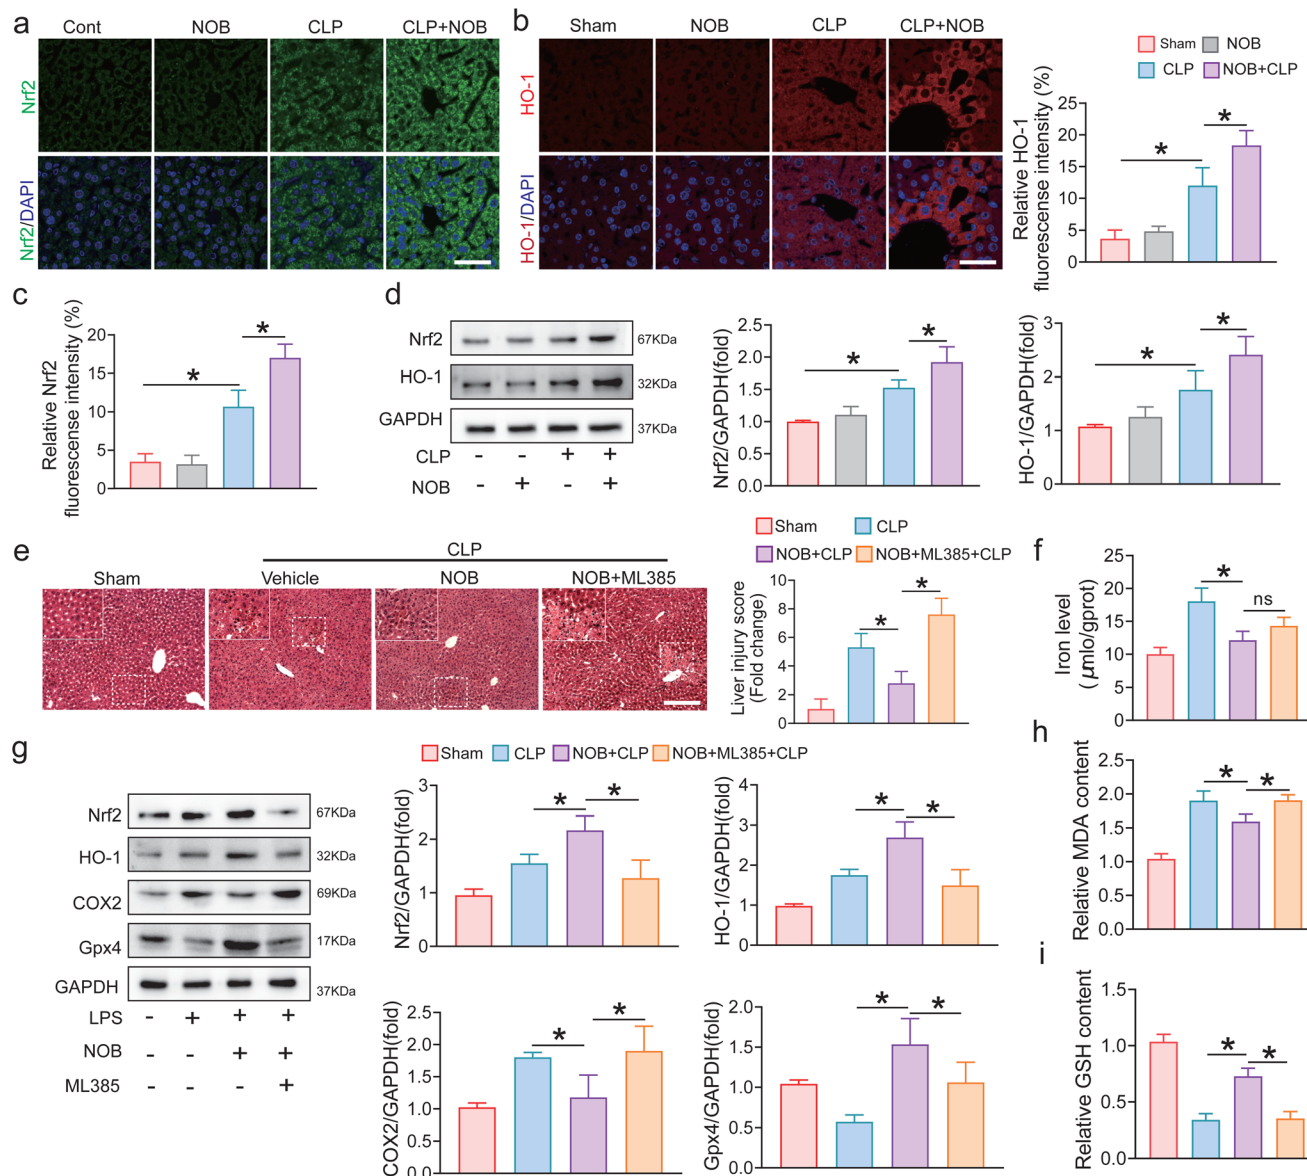 a
Cont NOB CLP CLP+NOB
Nrf2
Nrf2/DAPI
b
Sham NOB CLP CLP+NOB
HO-1
HO-1/DAPI
Sham NOB
CLP NOB+CLP
Relative HO-1
fluorescense intensity (%)
25
20
15
10
5
0
*
*
c
Relative Nrf2
fluorescense intensity (%)
20
15
10
5
0
*
*
d
Nrf2 67KDa
HO-1 32KDa
GAPDH 37KDa
CLP - - + +
NOB - + - +
Nrf2/GAPDH(fold)
2.5
2.0
1.5
1.0
0.5
0.0
*
*
HO-1/GAPDH(fold)
3
2
1
0
*
*
e
CLP
Sham Vehicle NOB NOB+ML385
Sham CLP
NOB+CLP NOB+ML385+CLP
Liver injury score
(Fold change)
10
8
6
4
2
0
*
*
f
Iron level
(μmlo/gprot)
25
20
15
10
5
0
*
ns
g
Sham CLP NOB+CLP NOB+ML385+CLP
Nrf2 67KDa
HO-1 32KDa
COX2 69KDa
Gpx4 17KDa
GAPDH 37KDa
LPS - + + +
NOB - - + +
ML385 - - - +
Nrf2/GAPDH(fold)
3
2
1
0
*
*
HO-1/GAPDH(fold)
4
3
2
1
0
*
*
COX2/GAPDH(fold)
2.5
2.0
1.5
1.0
0.5
0.0
*
*
Gpx4/GAPDH(fold)
2.0
1.5
1.0
0.5
0.0
*
*
h
Relative MDA content
2.5
2.0
1.5
1.0
0.5
0.0
*
*
i
Relative GSH content
1.5
1.0
0.5
0.0
*
*